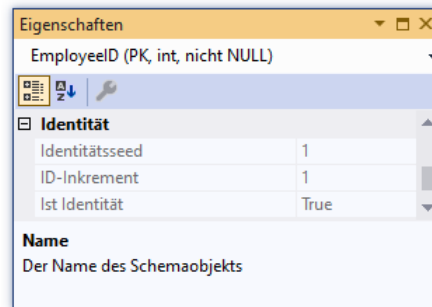 Eigenschaften
EmployeeID (PK, int, nicht NULL)
Identität
Identitätsseed 1
ID-Inkrement 1
Ist Identität True
Name
Der Name des Schemaobjekts